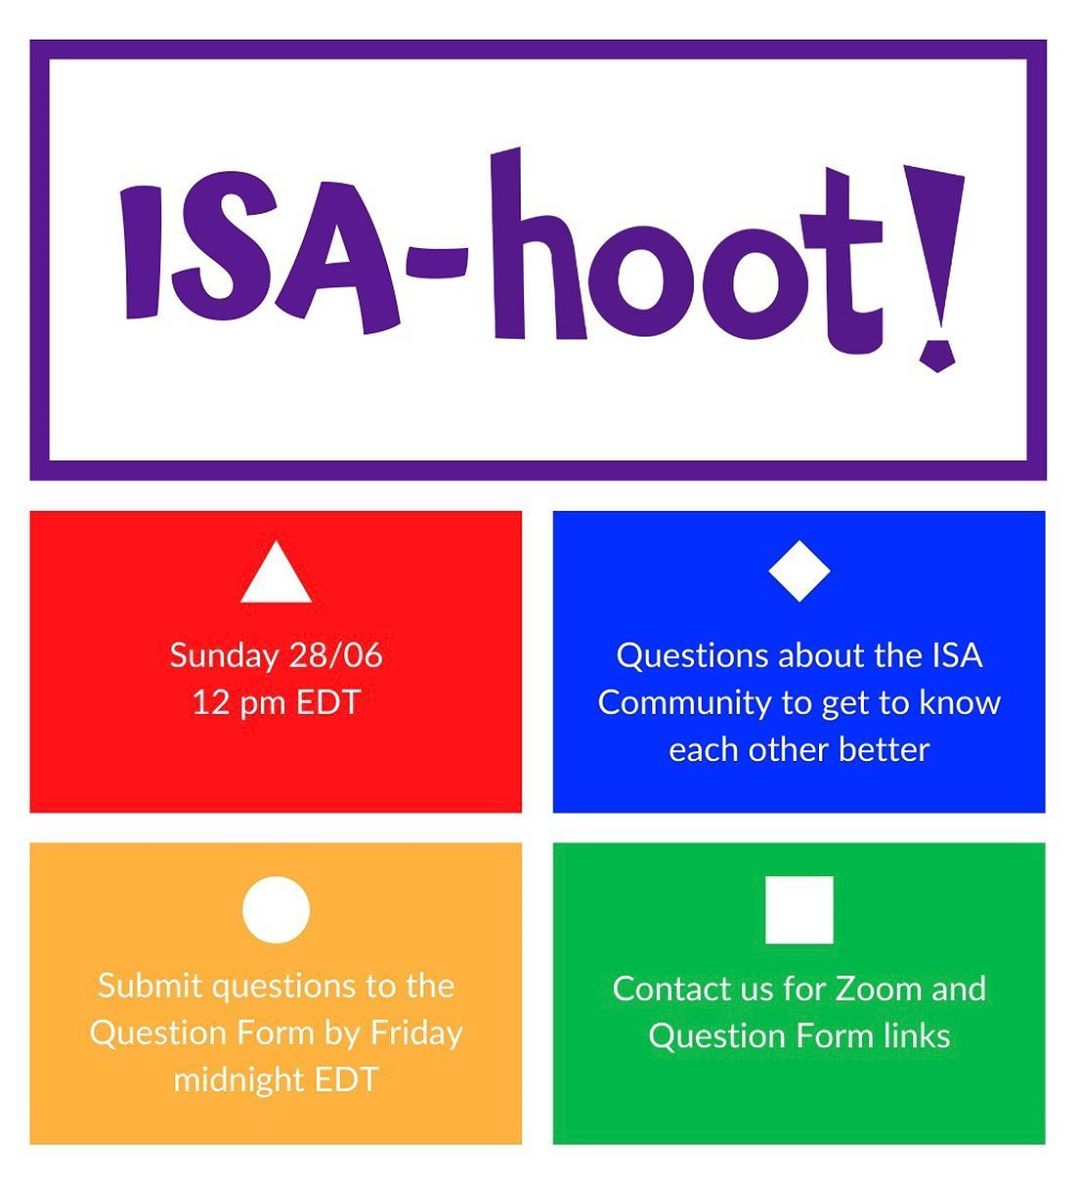 ISA-hoot!
Sunday 28/06
12 pm EDT
Questions about the ISA
Community to get to know
each other better
Submit questions to the
Question Form by Friday
midnight EDT
Contact us for Zoom and
Question Form links